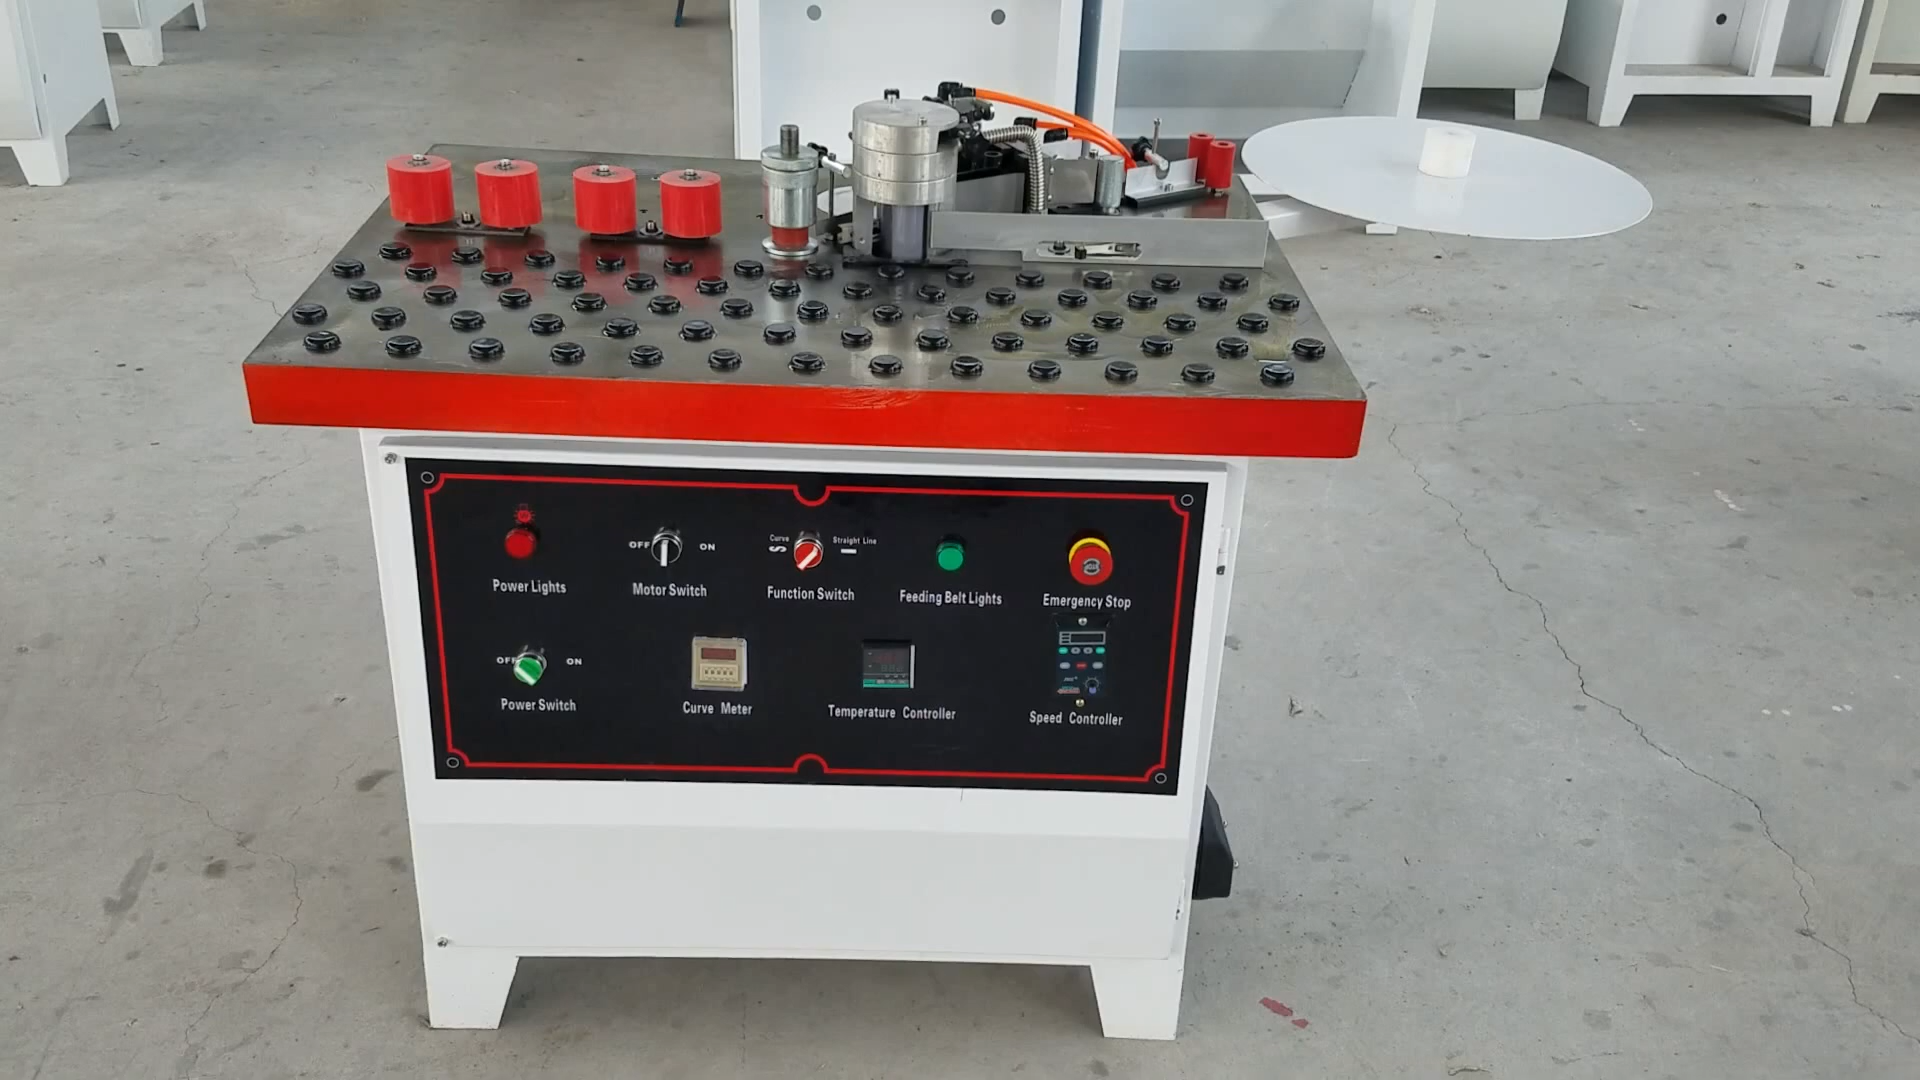 OFF ON
Curve Straight Line
STOP
Power Lights
Motor Switch
Function Switch
Feeding Belt Lights
Emergency Stop
OFF ON
Power Switch
Curve Meter
Temperature Controller
Speed Controller